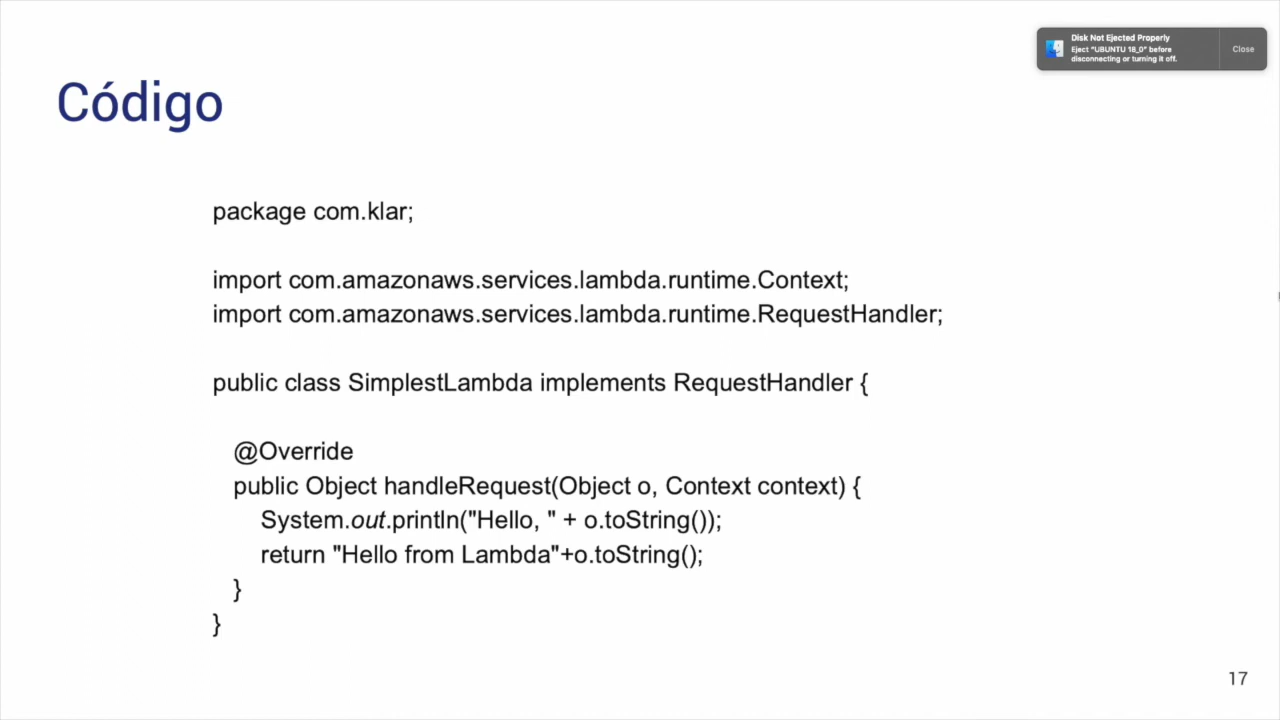 Disk Not Ejected Properly
Eject "UBUNTU 18_0" before
disconnecting or turning it off.
Close
Código
package com.klar;
import com.amazonaws.services.lambda.runtime.Context;
import com.amazonaws.services.lambda.runtime.RequestHandler;
public class SimplestLambda implements RequestHandler {
@Override
public Object handleRequest(Object o, Context context) {
System.out.println("Hello, " + o.toString());
return "Hello from Lambda"+o.toString();
}
}
17